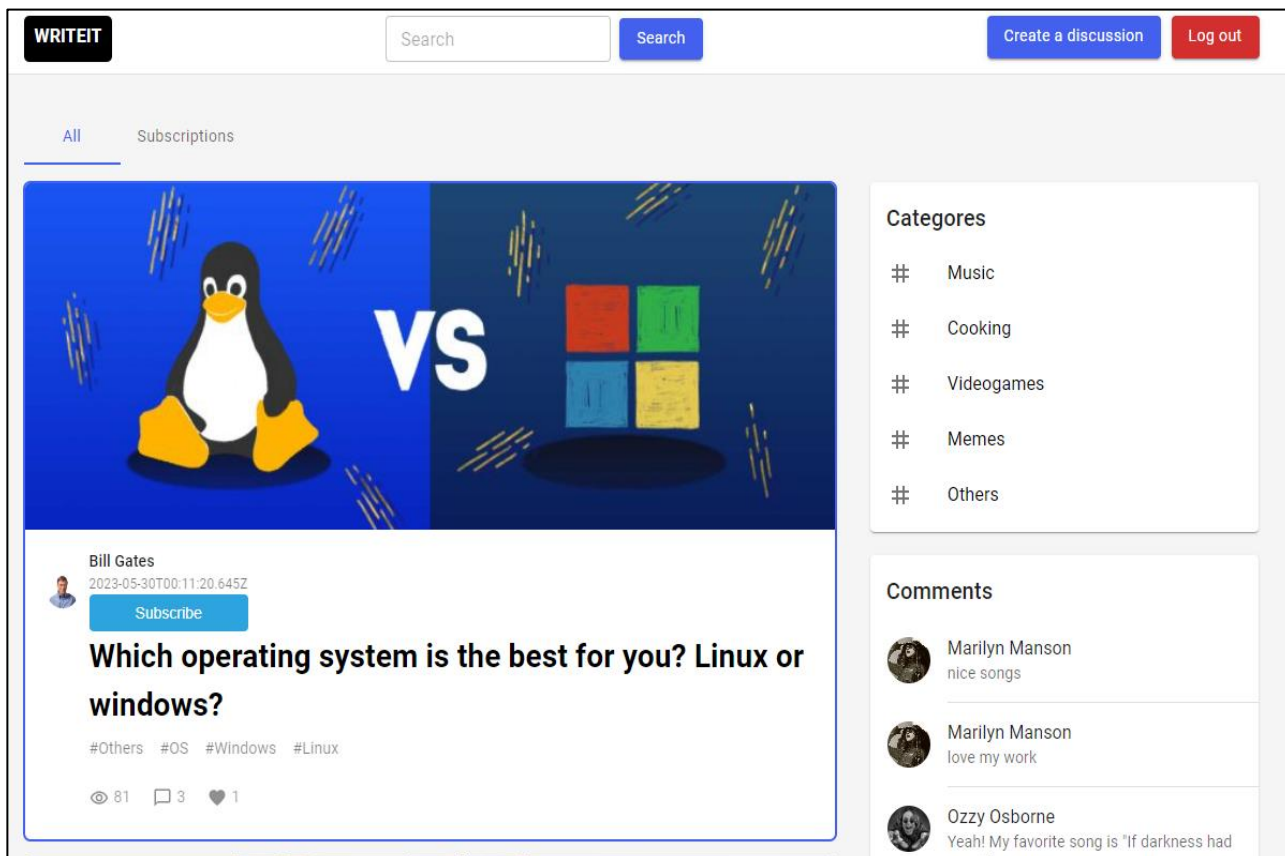 WRITEIT
Search
Search
Create a discussion
Log out
All
Subscriptions
VS
Bill Gates
2023-05-30T00:11:20.645Z
Subscribe
Which operating system is the best for you? Linux or
windows?
#Others #OS #Windows #Linux
81 3 1
Categores
# Music
# Cooking
# Videogames
# Memes
# Others
Comments
Marilyn Manson
nice songs
Marilyn Manson
love my work
Ozzy Osborne
Yeah! My favorite song is "If darkness had